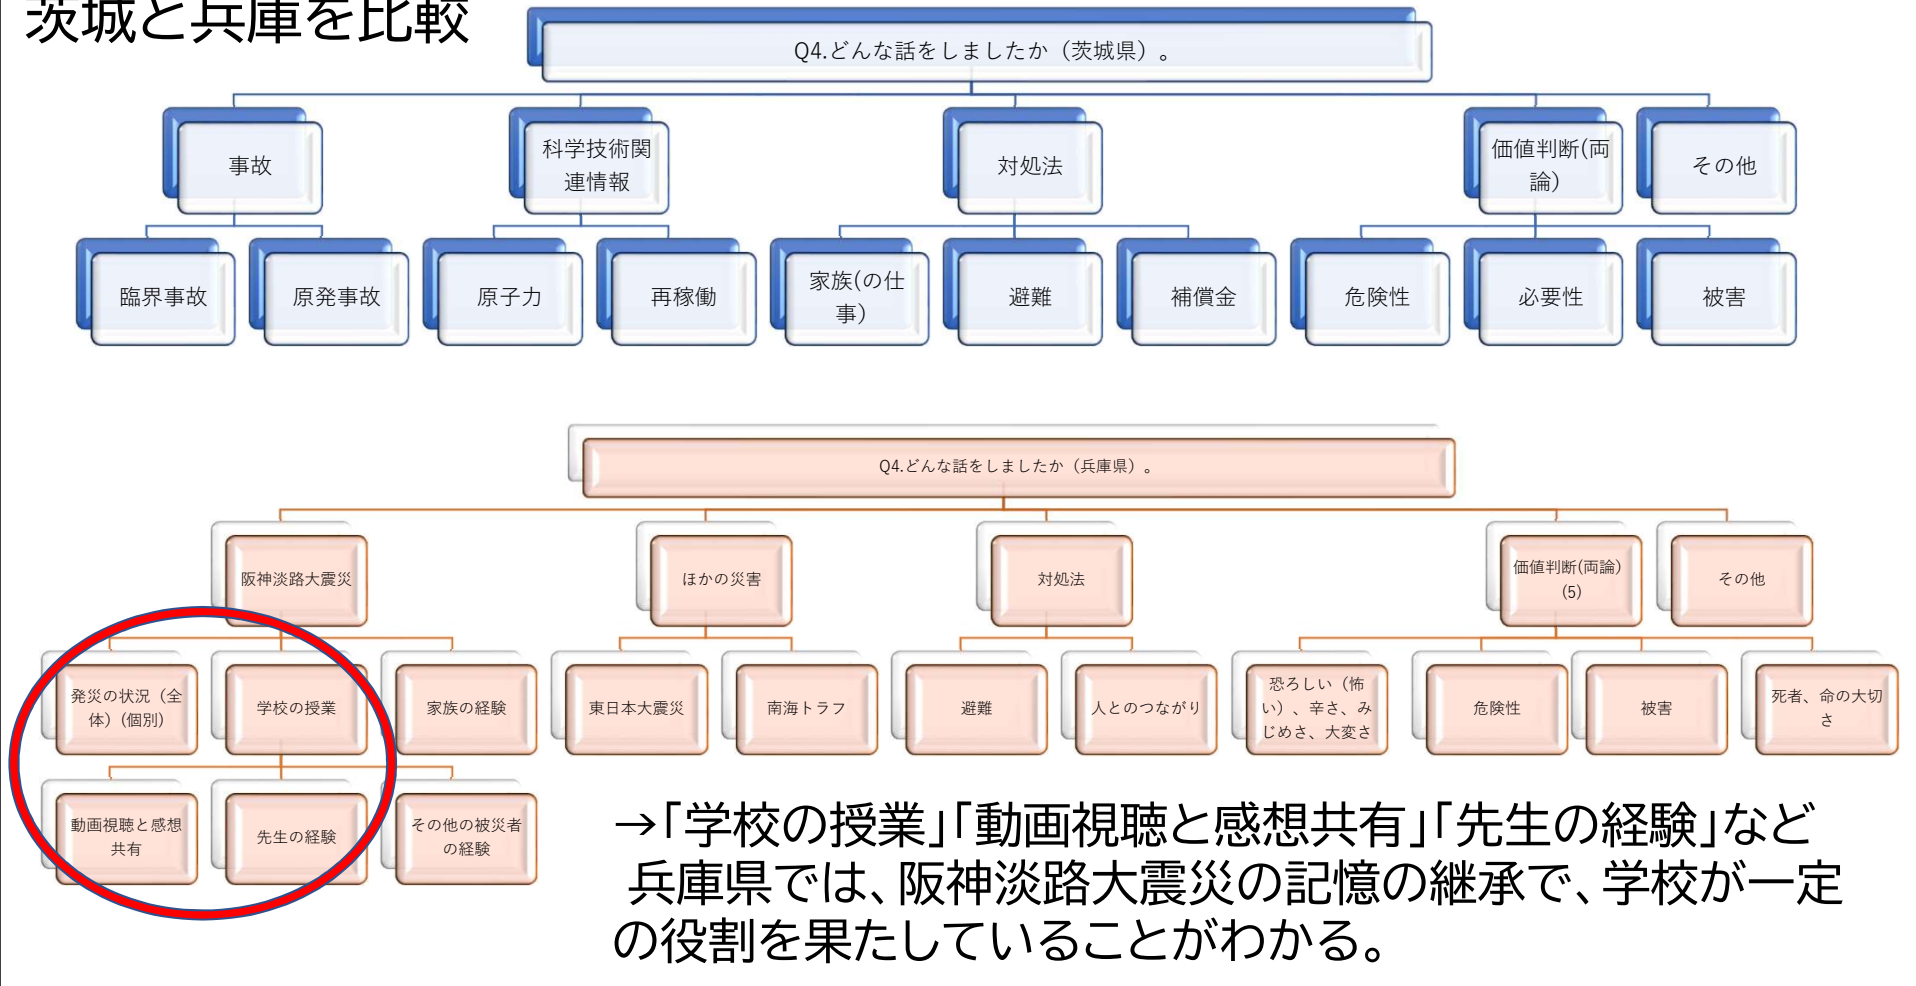 茨城と兵庫を比較
Q4.どんな話をしましたか（茨城県）。
事故
科学技術関
連情報
対処法
価値判断(両
論)
その他
臨界事故
原発事故
原子力
再稼働
家族(の仕
事)
避難
補償金
危険性
必要性
被害
Q4.どんな話をしましたか（兵庫県）。
阪神淡路大震災
ほかの災害
対処法
価値判断(両論)
(5)
その他
発災の状況（全
体）(個別)
学校の授業
家族の経験
東日本大震災
南海トラフ
避難
人とのつながり
恐ろしい（怖
い）、辛さ、み
じめさ、大変さ
危険性
被害
死者、命の大切
さ
動画視聴と感想
共有
先生の経験
その他の被災者
の経験
→「学校の授業」「動画視聴と感想共有」「先生の経験」など
兵庫県では、阪神淡路大震災の記憶の継承で、学校が一定
の役割を果たしていることがわかる。